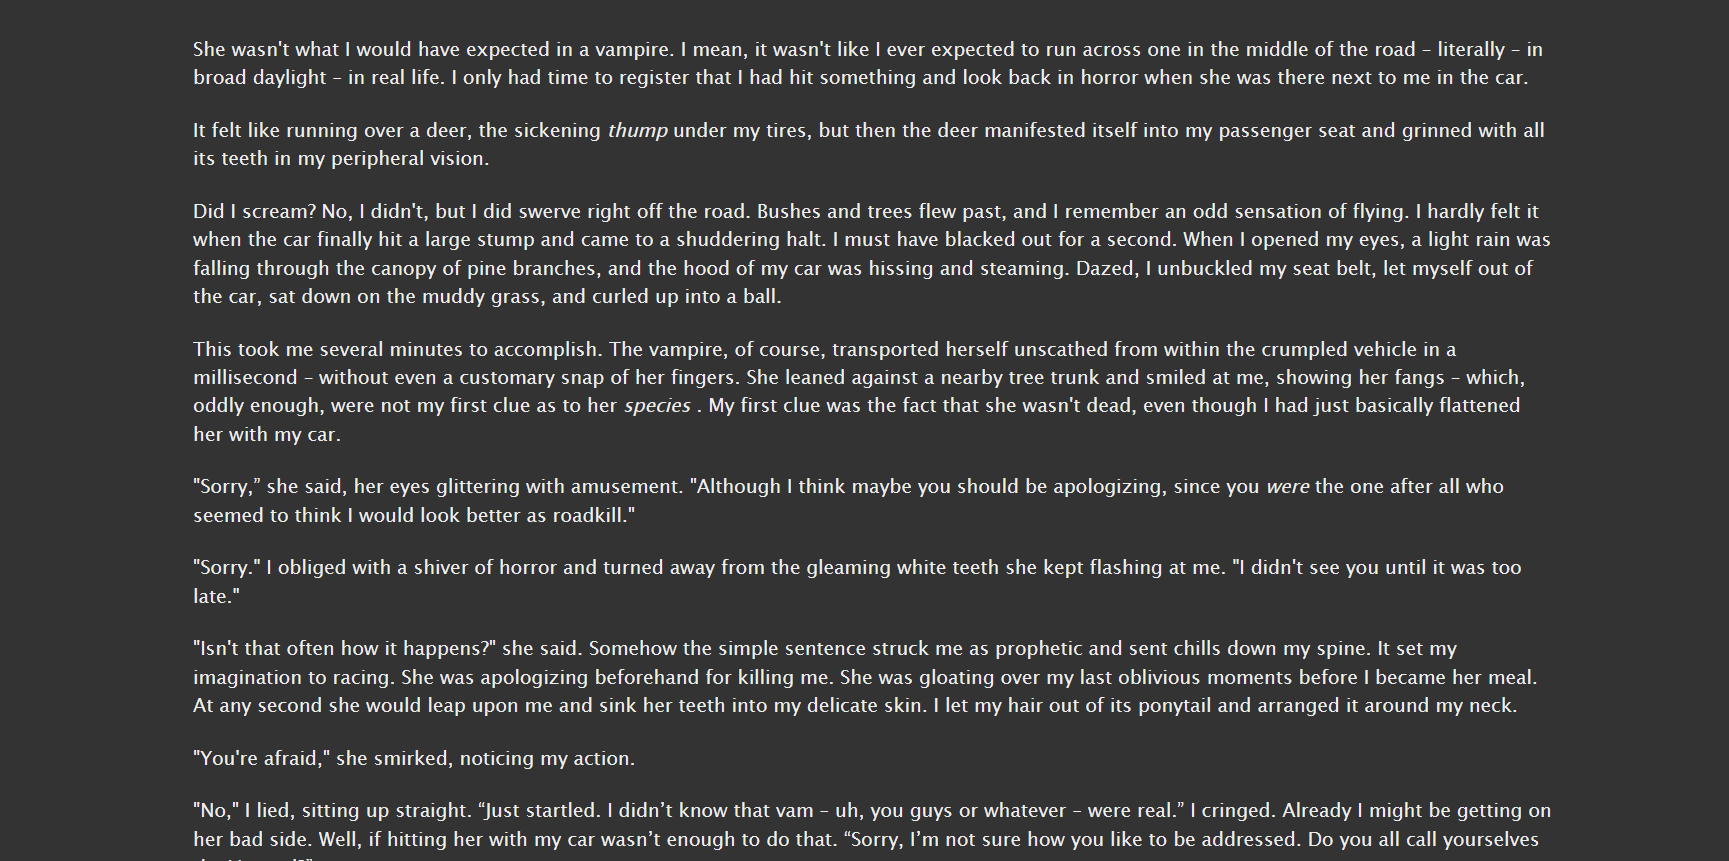 She wasn't what I would have expected in a vampire. I mean, it wasn't like I ever expected to run across one in the middle of the road – literally – in
broad daylight – in real life. I only had time to register that I had hit something and look back in horror when she was there next to me in the car.
It felt like running over a deer, the sickening thump under my tires, but then the deer manifested itself into my passenger seat and grinned with all
its teeth in my peripheral vision.
Did I scream? No, I didn't, but I did swerve right off the road. Bushes and trees flew past, and I remember an odd sensation of flying. I hardly felt it
when the car finally hit a large stump and came to a shuddering halt. I must have blacked out for a second. When I opened my eyes, a light rain was
falling through the canopy of pine branches, and the hood of my car was hissing and steaming. Dazed, I unbuckled my seat belt, let myself out of
the car, sat down on the muddy grass, and curled up into a ball.
This took me several minutes to accomplish. The vampire, of course, transported herself unscathed from within the crumpled vehicle in a
millisecond – without even a customary snap of her fingers. She leaned against a nearby tree trunk and smiled at me, showing her fangs – which,
oddly enough, were not my first clue as to her species . My first clue was the fact that she wasn't dead, even though I had just basically flattened
her with my car.
"Sorry,” she said, her eyes glittering with amusement. "Although I think maybe you should be apologizing, since you were the one after all who
seemed to think I would look better as roadkill."
"Sorry." I obliged with a shiver of horror and turned away from the gleaming white teeth she kept flashing at me. "I didn't see you until it was too
late."
"Isn't that often how it happens?" she said. Somehow the simple sentence struck me as prophetic and sent chills down my spine. It set my
imagination to racing. She was apologizing beforehand for killing me. She was gloating over my last oblivious moments before I became her meal.
At any second she would leap upon me and sink her teeth into my delicate skin. I let my hair out of its ponytail and arranged it around my neck.
"You're afraid," she smirked, noticing my action.
"No," I lied, sitting up straight. “Just startled. I didn’t know that vam – uh, you guys or whatever – were real.” I cringed. Already I might be getting on
her bad side. Well, if hitting her with my car wasn’t enough to do that. “Sorry, I’m not sure how you like to be addressed. Do you all call yourselves